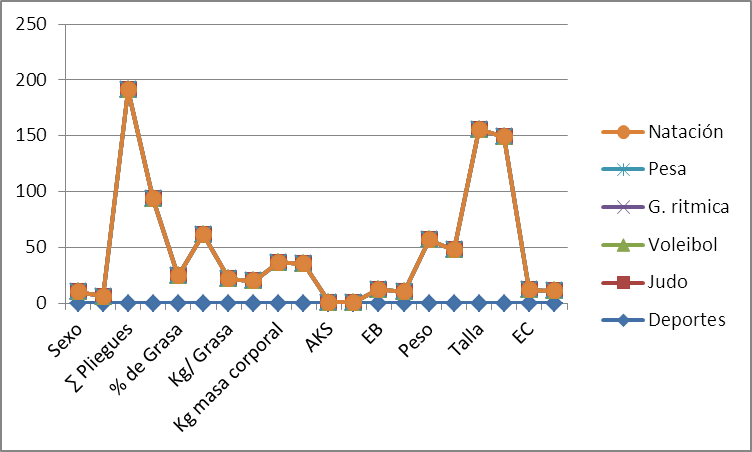 250
200
150
100
50
0
Sexo
∑ Pliegues
% de Grasa
Kg/ Grasa
Kg masa corporal
AKS
EB
Peso
Talla
EC
Natación
Pesa
G. ritmica
Voleibol
Judo
Deportes